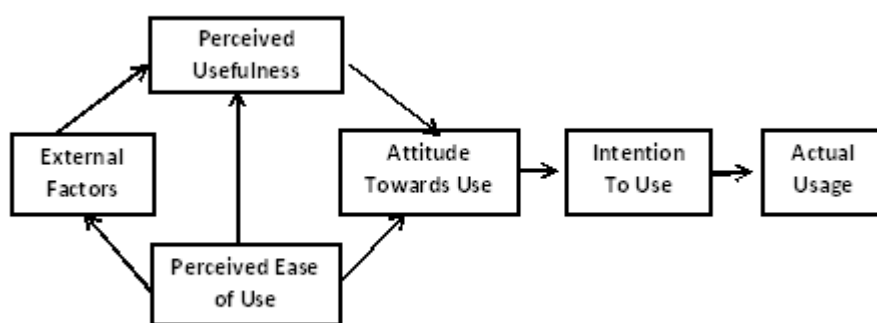 Perceived
Usefulness
External
Factors
Attitude
Towards Use
Intention
To Use
Actual
Usage
Perceived Ease
of Use